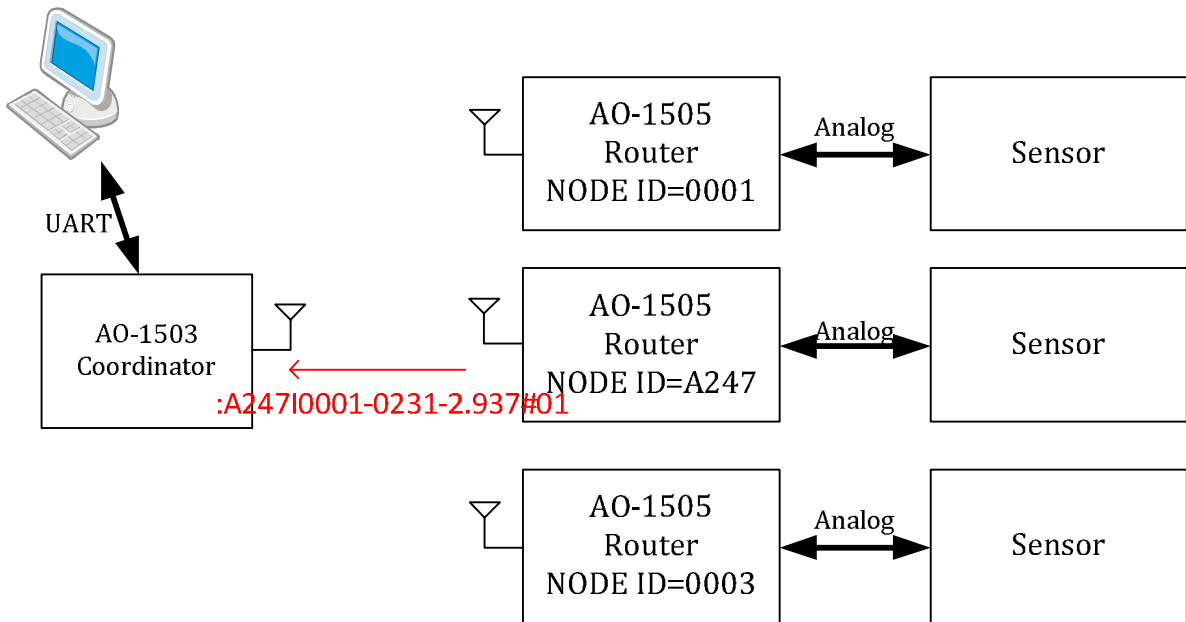 UART
AO-1503
Coordinator
:A247I0001-0231-2.937#01
AO-1505
Router
NODE ID=0001
Analog
Sensor
AO-1505
Router
NODE ID=A247
Analog
Sensor
AO-1505
Router
NODE ID=0003
Analog
Sensor